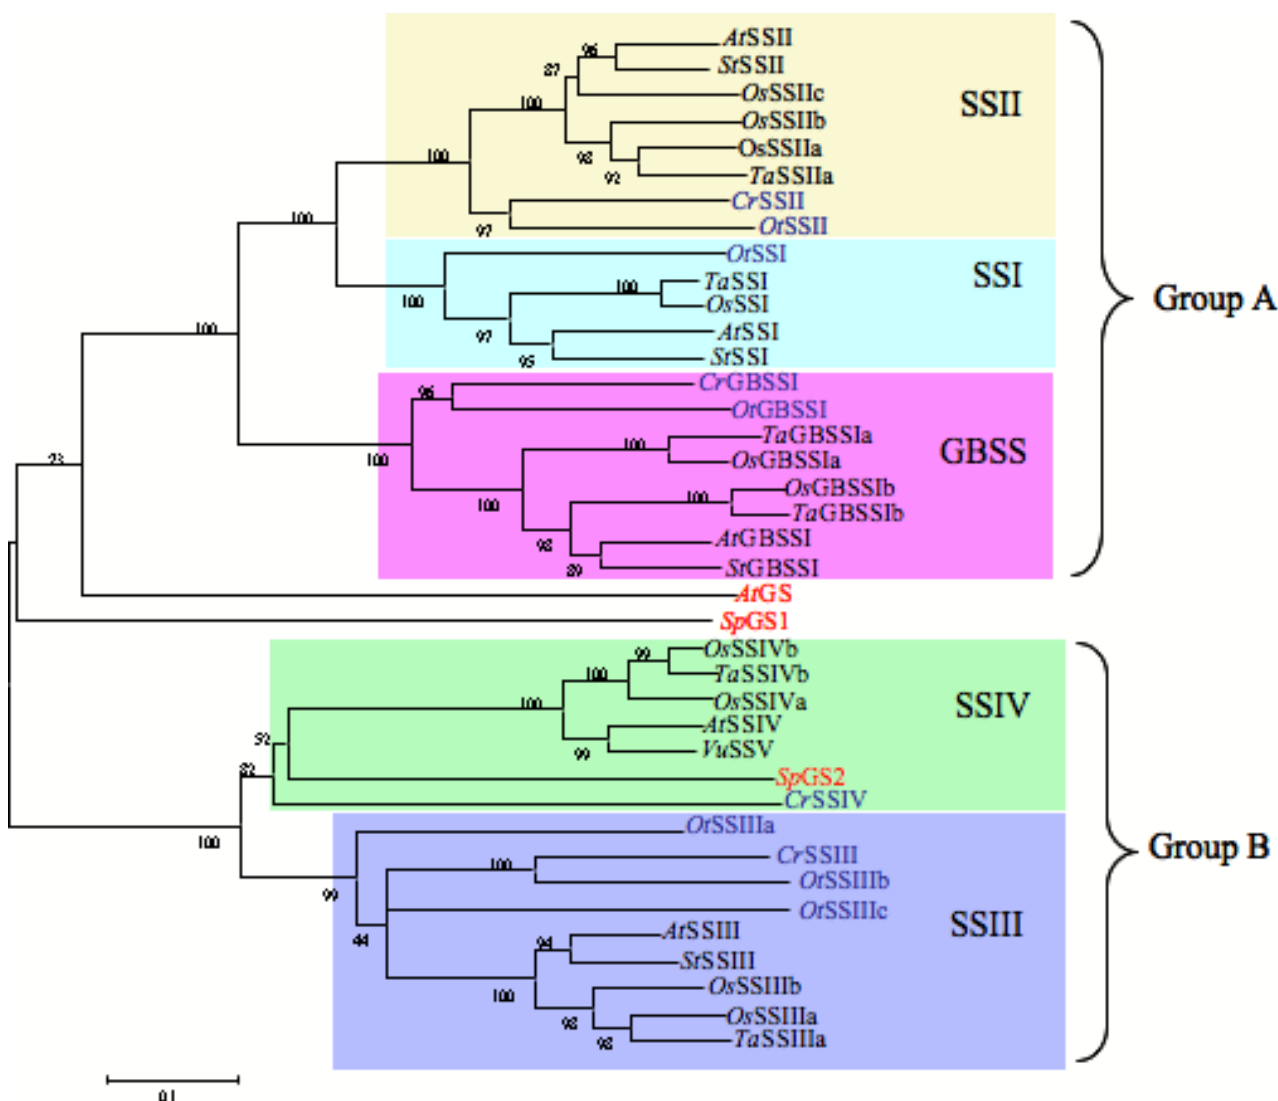 AtSSII
96
StSSII
87
OsSSIIc
SSII
100
OsSSIIb
OsSSIIa
98
100
92
TaSSIIa
CrSSII
100
97
OtSSII
OtSSI
SSI
TaSSI
100
100
OsSSI
AtSSI
97
95
StSSI
Group A
100
CrGBSSI
96
OtGBSSI
TaGBSSIa
100
GBSS
100
OsGBSSIa
OsGBSSIb
100
100
TaGBSSIb
AtGBSSI
98
89
StGBSSI
AtGS
SpGS1
OsSSIVb
99
TaSSIVb
100
OsSSIVa
SSIV
100
AtSSIV
99
VuSSV
SpGS2
CrSSIV
100
OtSSIIIa
Group B
CrSSIII
100
OtSSIIIb
99
OtSSIIIc
SSIII
44
AtSSIII
94
StSSIII
100
OsSSIIIb
98
OsSSIIIa
98
TaSSIIIa
0.1